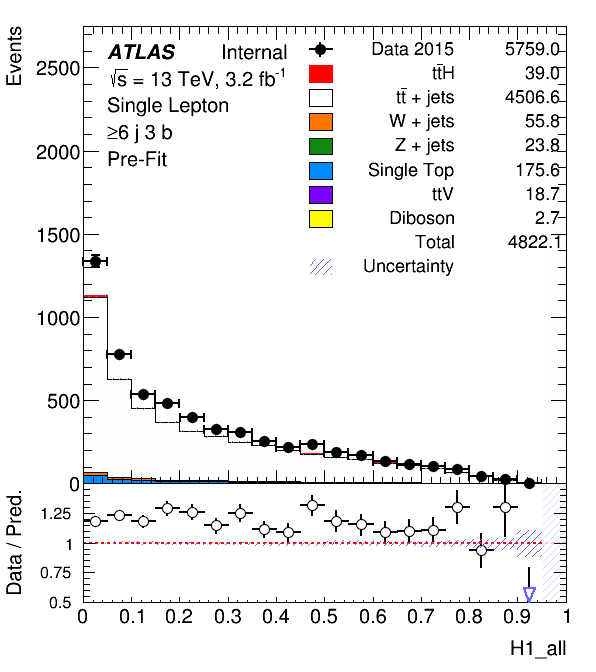 Events
ATLAS Internal
√s = 13 TeV, 3.2 fb⁻¹
Single Lepton
≥6 j 3 b
Pre-Fit
Data 2015 5759.0
tt̄H 39.0
tt̄ + jets 4506.6
W + jets 55.8
Z + jets 23.8
Single Top 175.6
ttV 18.7
Diboson 2.7
Total 4822.1
Uncertainty
2500
2000
1500
1000
500
0
Data / Pred.
1.25
1
0.75
0.5
0 0.1 0.2 0.3 0.4 0.5 0.6 0.7 0.8 0.9 1
H1_all